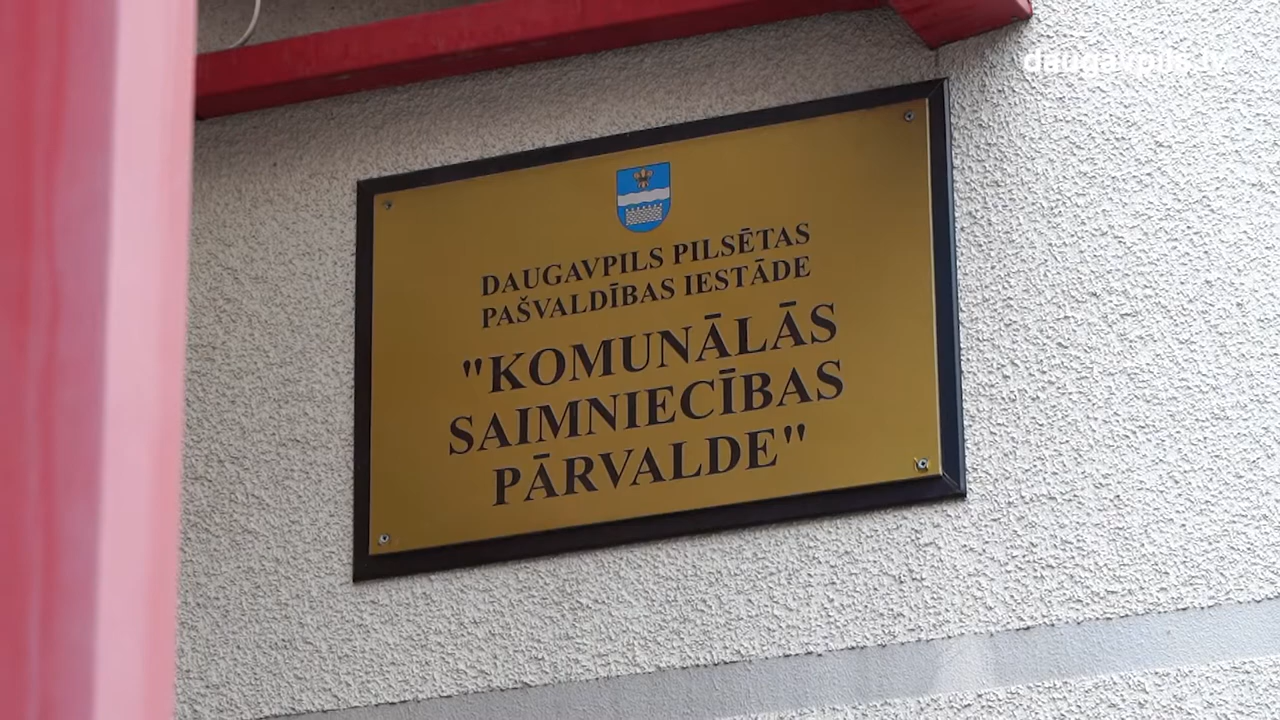 daugavpils.tv
DAUGAVPILS PILSĒTAS
PAŠVALDĪBAS IESTĀDE
"KOMUNĀLĀS
SAIMNIECĪBAS
PĀRVALDE"